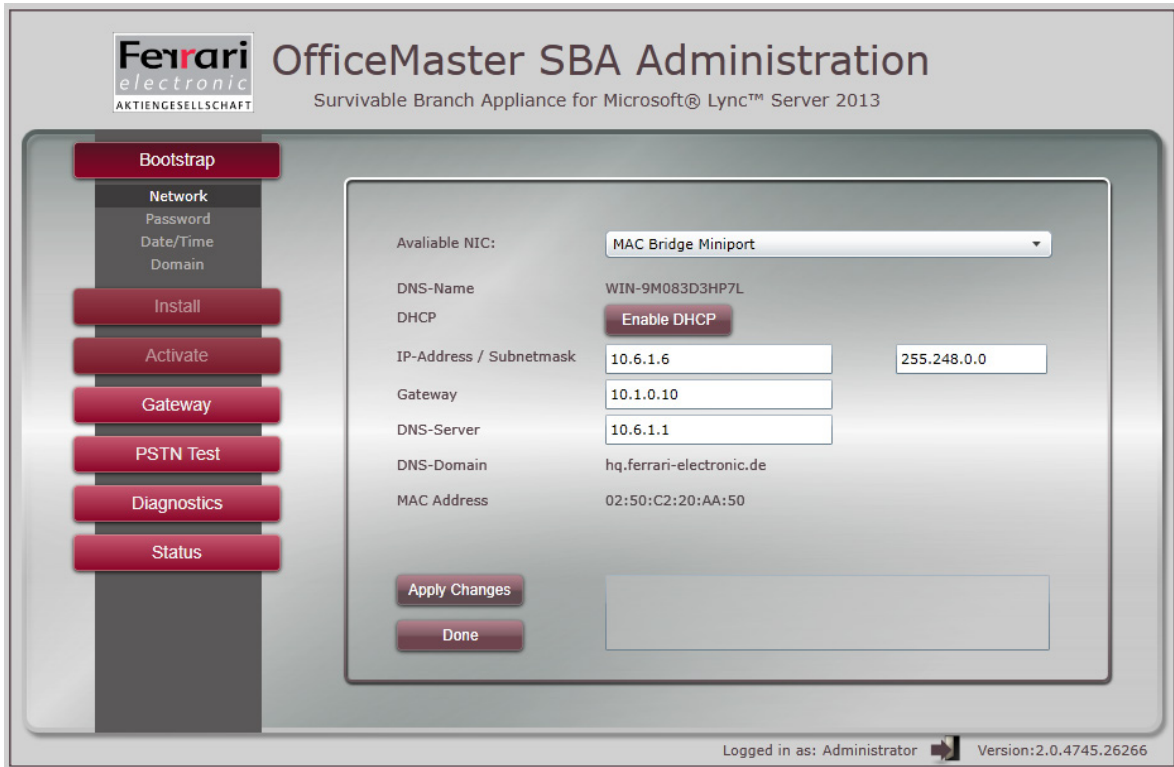 Ferrari
electronic
AKTIENGESELLSCHAFT
OfficeMaster SBA Administration
Survivable Branch Appliance for Microsoft® Lync™ Server 2013
Bootstrap
Network
Password
Date/Time
Domain
Install
Activate
Gateway
PSTN Test
Diagnostics
Status
Avaliable NIC: MAC Bridge Miniport
DNS-Name WIN-9M083D3HP7L
DHCP Enable DHCP
IP-Address / Subnetmask 10.6.1.6 255.248.0.0
Gateway 10.1.0.10
DNS-Server 10.6.1.1
DNS-Domain hq.ferrari-electronic.de
MAC Address 02:50:C2:20:AA:50
Apply Changes
Done
Logged in as: Administrator Version:2.0.4745.26266